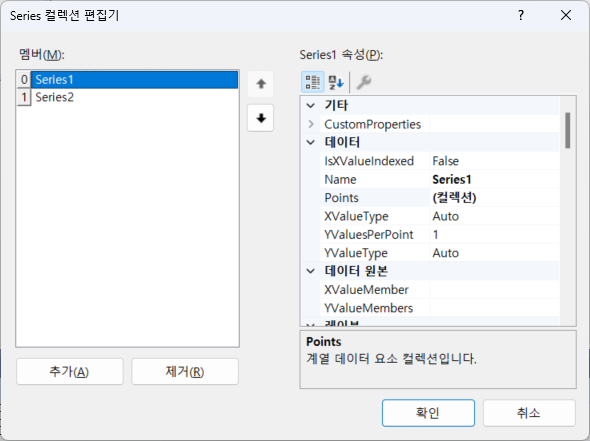 Series 컬렉션 편집기
멤버(M):
0 Series1
1 Series2
추가(A) 제거(R)
Series1 속성(P):
기타
CustomProperties
데이터
IsXValueIndexed False
Name Series1
Points (컬렉션)
XValueType Auto
YValuesPerPoint 1
YValueType Auto
데이터 원본
XValueMember
YValueMembers
레이블
Points
계열 데이터 요소 컬렉션입니다.
확인 취소